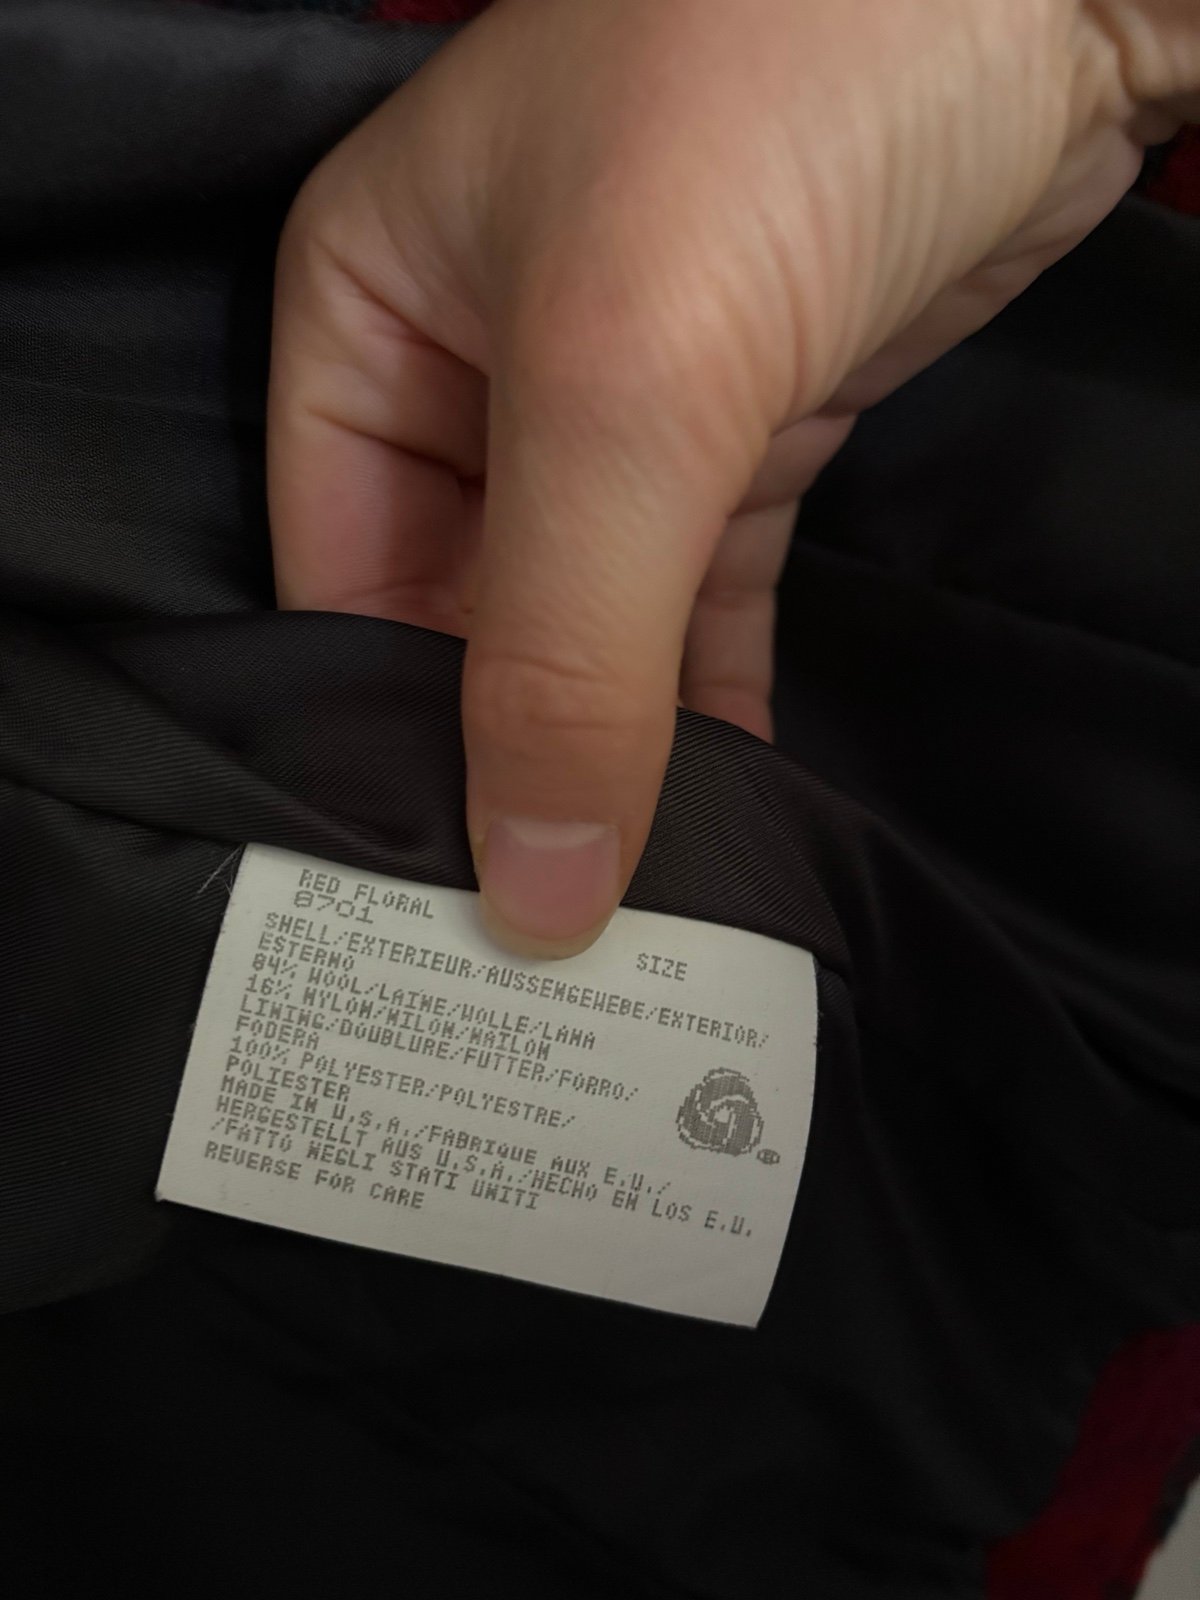 RED FLORAL
8701
SIZE
SHELL/EXTERIEUR/AUSSENGEWEBE/EXTERIOR/
ESTERNO
84% WOOL/LAINE/WOLLE/LANA
16% NYLON/NILON/NAILON
LINING/DOUBLURE/FUTTER/FORRO/
FODERA
100% POLYESTER/POLYESTRE/
POLIESTER
MADE IN U.S.A./FABRIQUE AUX E.U./
HERGESTELLT AUS U.S.A./HECHO EN LOS E.U.
/FATTO NEGLI STATI UNITI
REVERSE FOR CARE